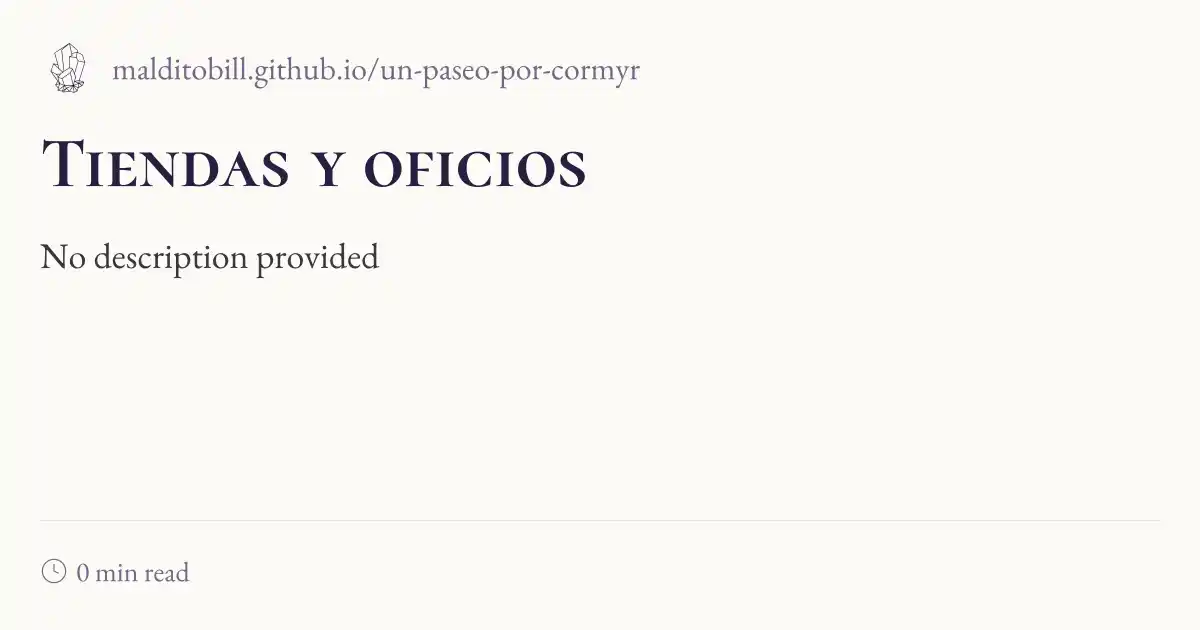 malditobill.github.io/un-paseo-por-cormyr
Tiendas y oficios
No description provided
0 min read